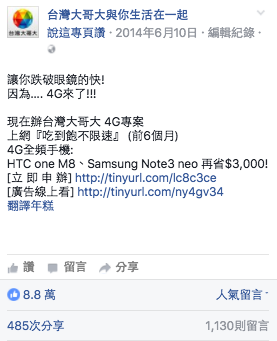 台灣大哥大
台灣大哥大與你生活在一起
說這專頁讚 · 2014年6月10日 · 編輯紀錄 ·
讓你跌破眼鏡的快!
因為.... 4G來了!!!
現在辦台灣大哥大 4G專案
上網『吃到飽不限速』 (前6個月)
4G全頻手機:
HTC one M8、Samsung Note3 neo 再省$3,000!
[立 即 申 辦] http://tinyurl.com/lc8c3ce
[廣告線上看] http://tinyurl.com/ny4gv34
翻譯年糕
讚 留言 分享
8.8 萬 人氣留言
485次分享 1,130則留言